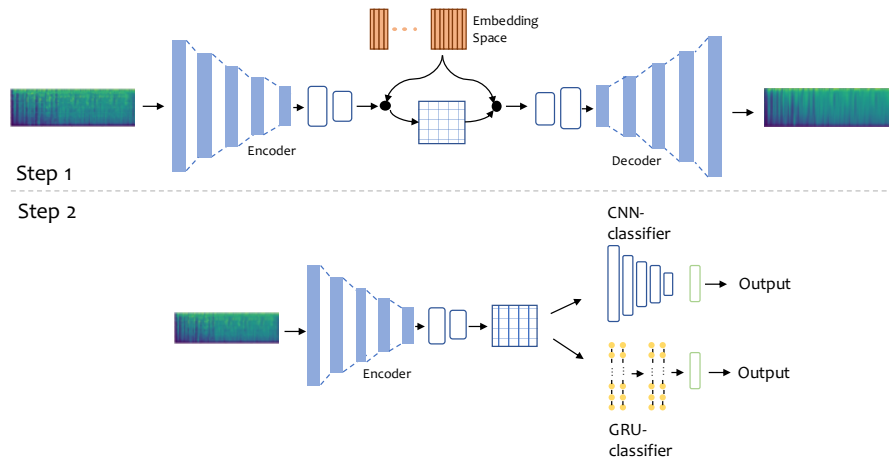 Embedding
Space
Encoder
Decoder
Step 1
Step 2
CNN-
classifier
Output
Encoder
Output
GRU-
classifier